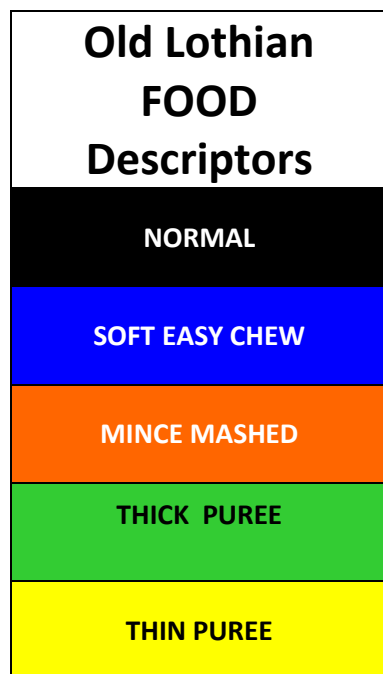 Old Lothian
FOOD
Descriptors
NORMAL
SOFT EASY CHEW
MINCE MASHED
THICK  PUREE
THIN PUREE